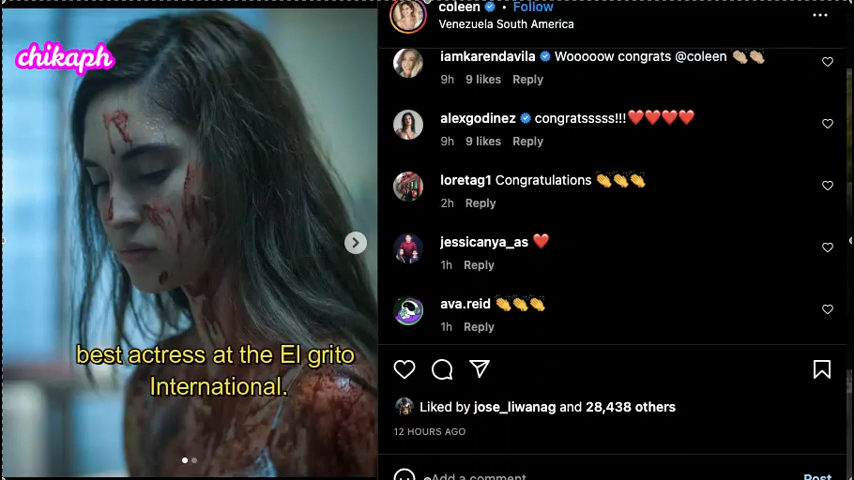 chikaph
best actress at the El grito
International.
coleen • Follow
Venezuela South America
iamkarendavila Wooooow congrats @coleen 👏🏼👏🏼
9h 9 likes Reply
alexgodinez congratsssss!!!❤️❤️❤️❤️
9h 9 likes Reply
loretag1 Congratulations 👏👏👏
2h Reply
jessicanya_as ❤️
1h Reply
ava.reid 👏👏👏
1h Reply
Liked by jose_liwanag and 28,438 others
12 HOURS AGO
Add a comment...
Post